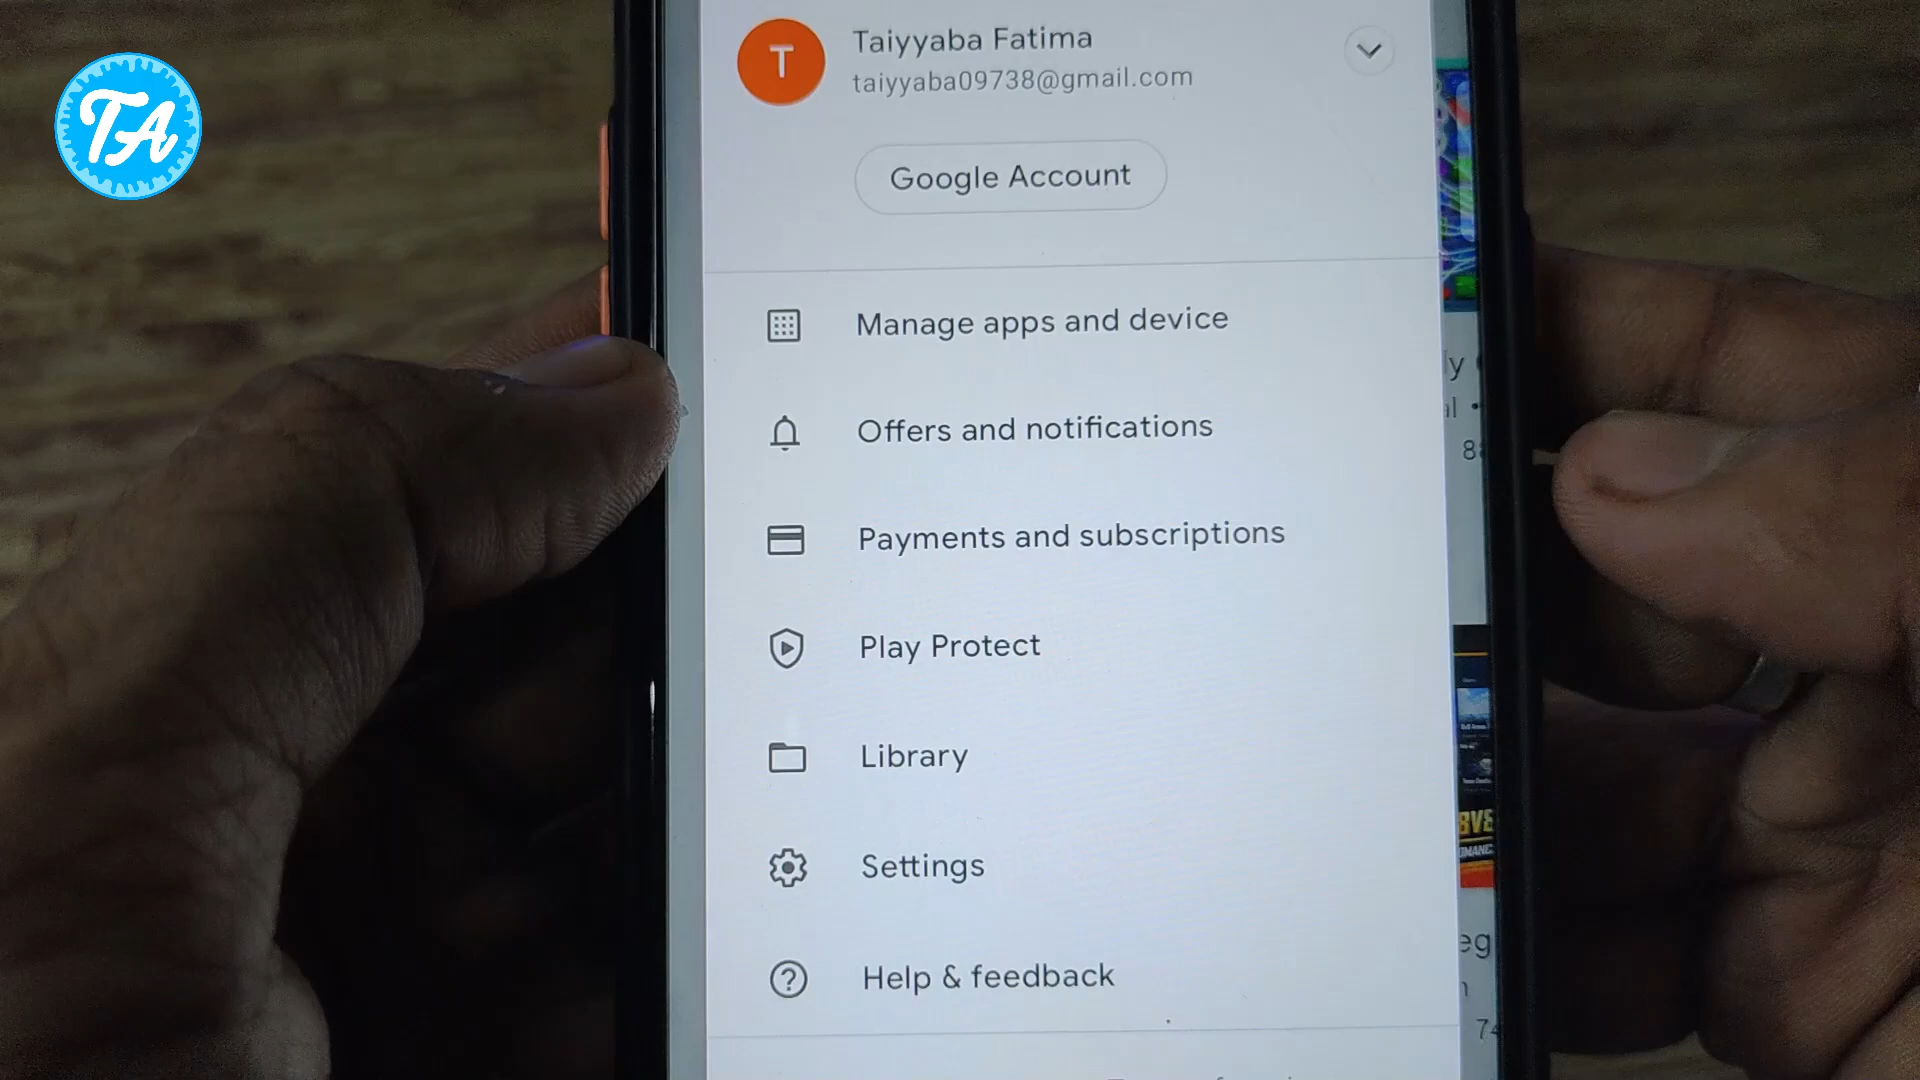 TA
T
Taiyyaba Fatima
taiyyaba09738@gmail.com
Google Account
Manage apps and device
Offers and notifications
Payments and subscriptions
Play Protect
Library
Settings
Help & feedback